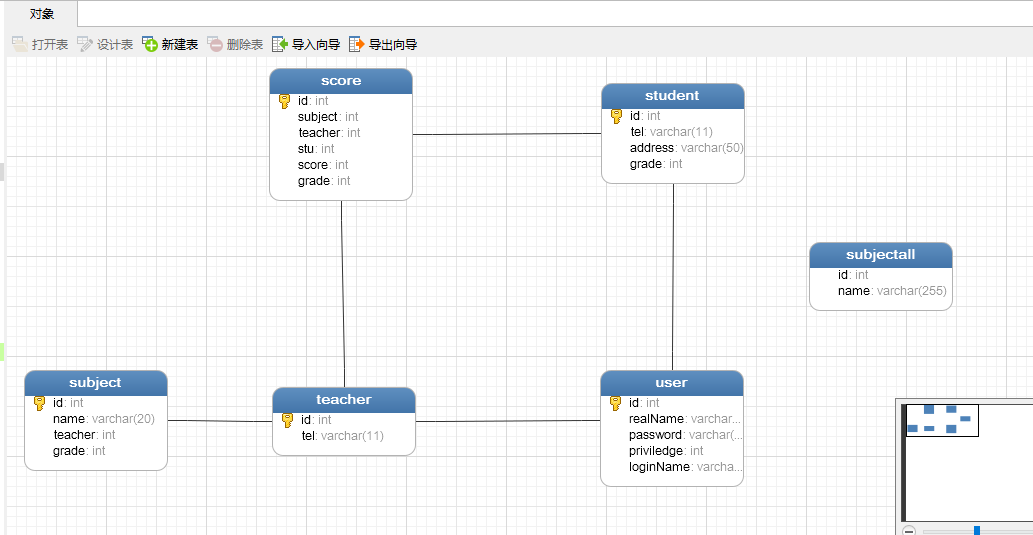 对象
打开表 设计表 新建表 删除表 导入向导 导出向导
score
id: int
subject: int
teacher: int
stu: int
score: int
grade: int
student
id: int
tel: varchar(11)
address: varchar(50)
grade: int
subjectall
id: int
name: varchar(255)
subject
id: int
name: varchar(20)
teacher: int
grade: int
teacher
id: int
tel: varchar(11)
user
id: int
realName: varchar...
password: varchar(...
priviledge: int
loginName: varcha...